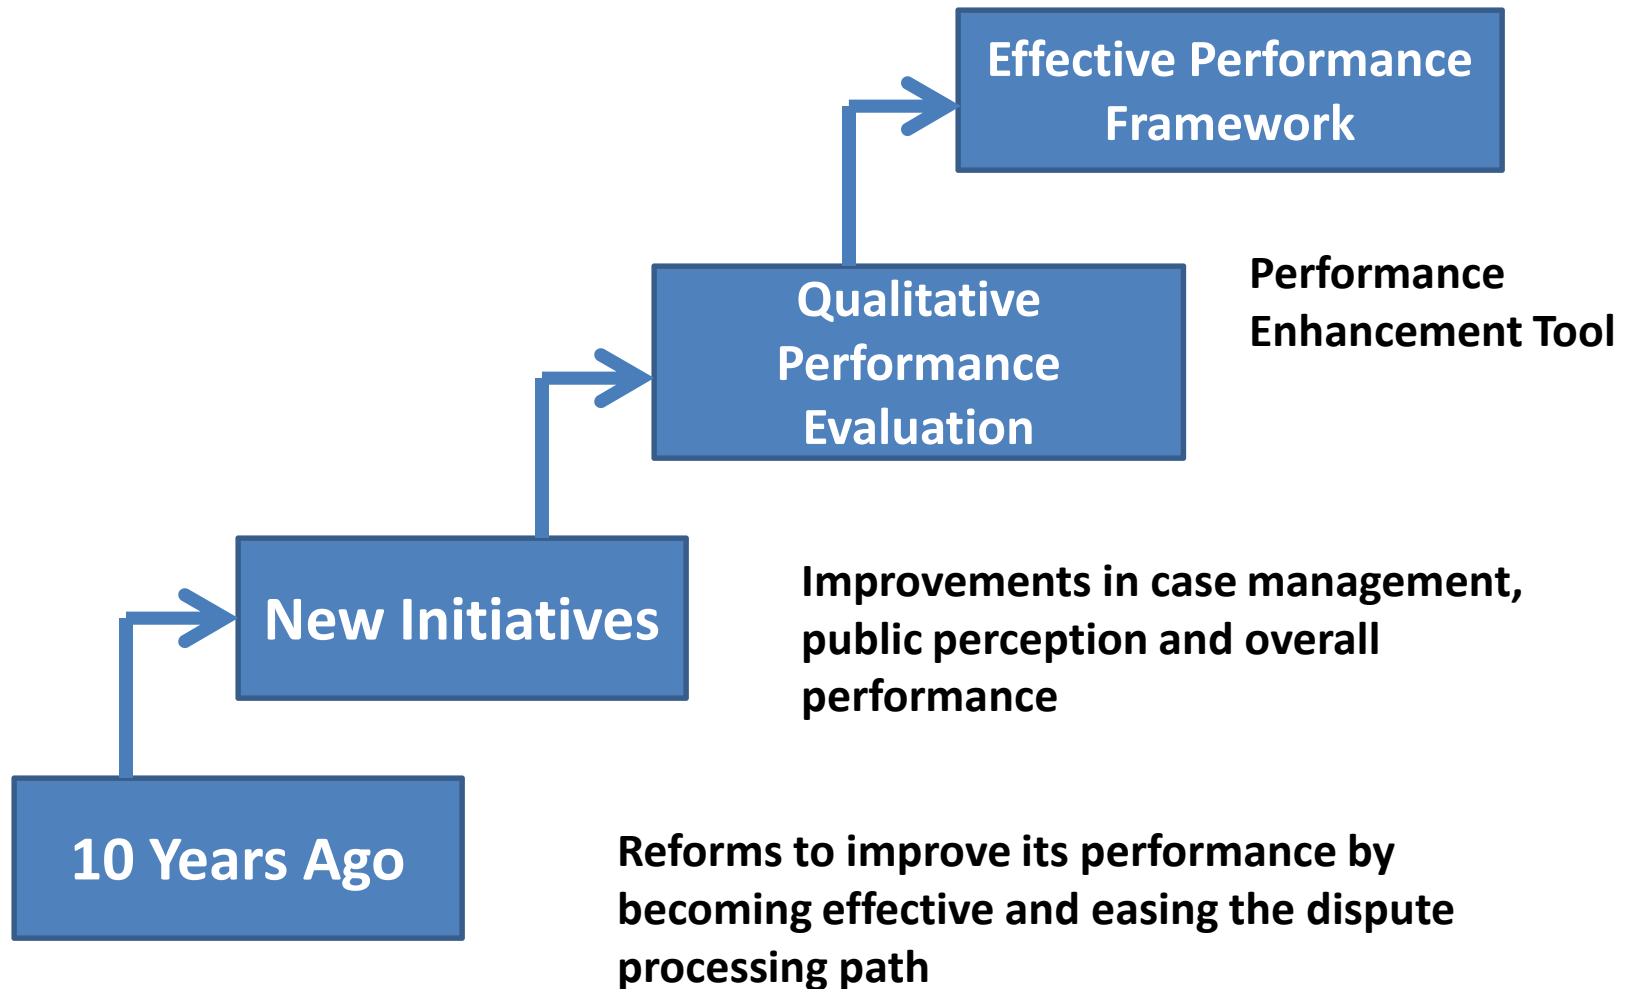 Effective Performance
Framework
Performance
Enhancement Tool
Qualitative
Performance
Evaluation
New Initiatives
Improvements in case management,
public perception and overall
performance
10 Years Ago
Reforms to improve its performance by
becoming effective and easing the dispute
processing path